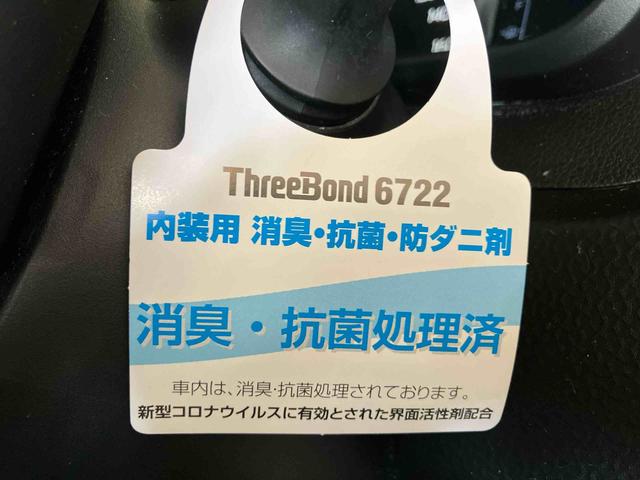 ThreeBond 6722
内装用 消臭・抗菌・防ダニ剤
消臭・抗菌処理済
車内は、消臭・抗菌処理されております。
新型コロナウイルスに有効とされた界面活性剤配合